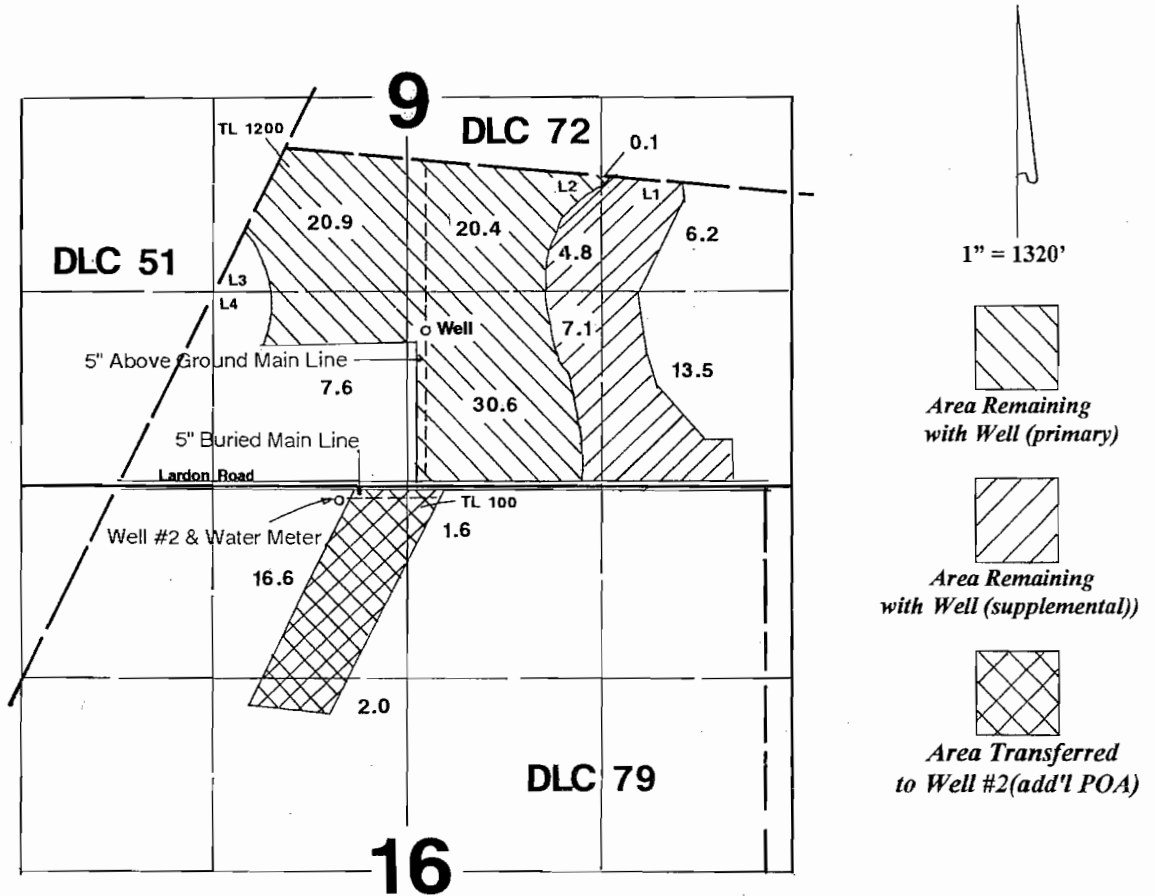 9
DLC 72
TL 1200
0.1
L2
L1
20.9
20.4
4.8
6.2
DLC 51
L3
L4
1" = 1320'
Well
7.1
5" Above Ground Main Line
13.5
7.6
30.6
Area Remaining
with Well (primary)
5" Buried Main Line
Lardon Road
TL 100
Well #2 & Water Meter
1.6
16.6
Area Remaining
with Well (supplemental))
2.0
DLC 79
Area Transferred
to Well #2(add'l POA)
16